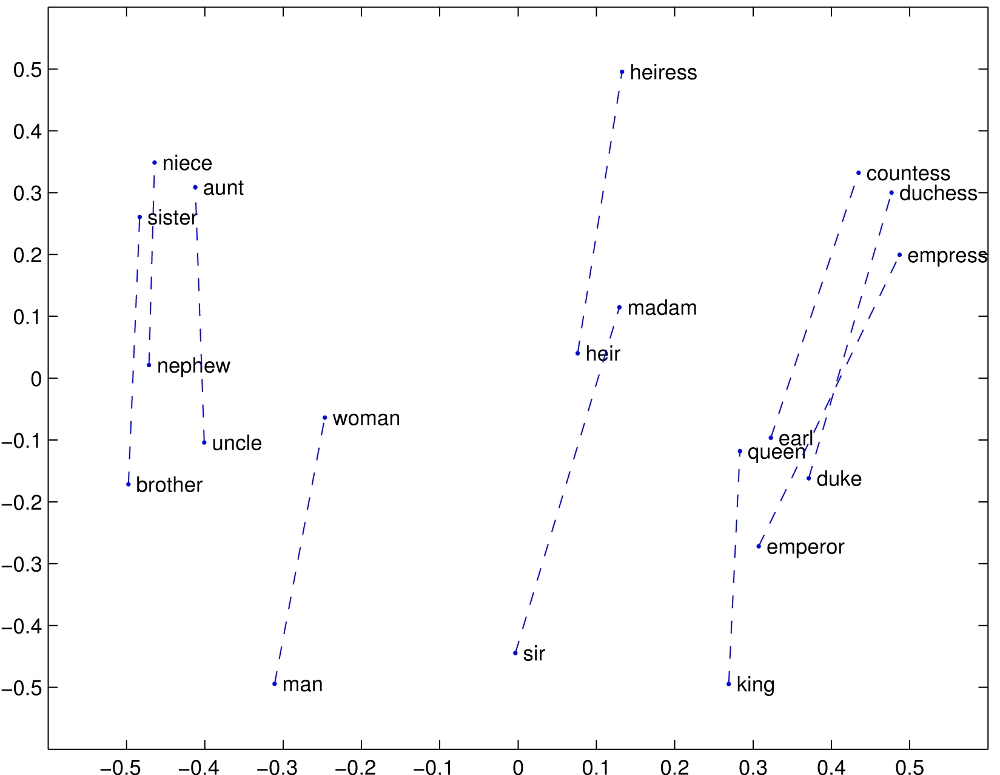 0.5
0.4
0.3
0.2
0.1
0
−0.1
−0.2
−0.3
−0.4
−0.5
heiress
niece
countess
aunt
duchess
sister
empress
madam
heir
nephew
woman
earl
uncle
queen
duke
brother
emperor
sir
man
king
−0.5 −0.4 −0.3 −0.2 −0.1 0 0.1 0.2 0.3 0.4 0.5